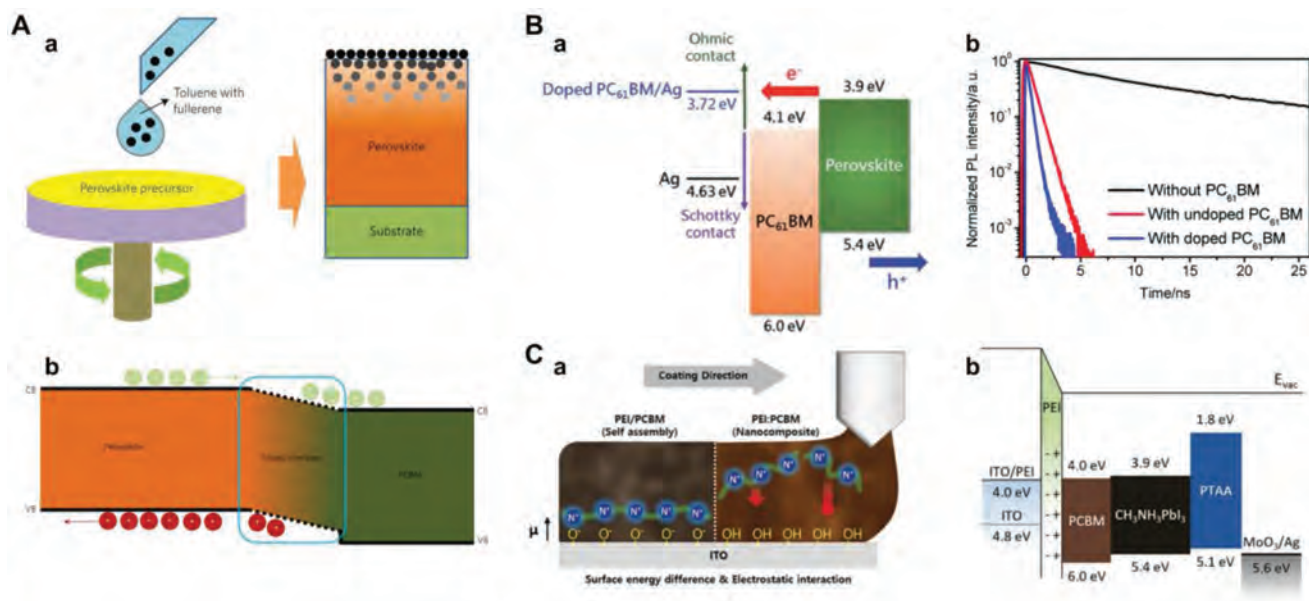 A
a
Toluene with
fullerene
Perovskite precursor
Perovskite
Substrate
b
CB
VB
CB
VB
PCBM
B
a
Ohmic
contact
e⁻
Doped PC₆₁BM/Ag
3.72 eV
3.9 eV
4.1 eV
Perovskite
Ag
4.63 eV
Schottky
contact
PC₆₁BM
5.4 eV
h⁺
6.0 eV
b
Normalized PL intensity/a.u.
10⁰
10⁻¹
10⁻²
10⁻³
Without PC₆₁BM
With undoped PC₆₁BM
With doped PC₆₁BM
0
5
10
15
20
25
Time/ns
C
a
Coating Direction
PEI/PCBM
(Self assembly)
PEI:PCBM
(Nanocomposite)
N⁺ N⁺ N⁺ N⁺ N⁺
N⁺ N⁺ N⁺ N⁺ N⁺
μ
O⁻ O⁻ O⁻ O⁻ O⁻
OH OH OH OH OH
ITO
Surface energy difference & Electrostatic interaction
b
Eᵥₐc
PEI
1.8 eV
ITO/PEI
4.0 eV
3.9 eV
4.0 eV
PTAA
ITO
PCBM
CH₃NH₃PbI₃
4.8 eV
- +
- +
- +
- +
- +
MoO₃/Ag
6.0 eV
5.4 eV
5.1 eV
5.6 eV